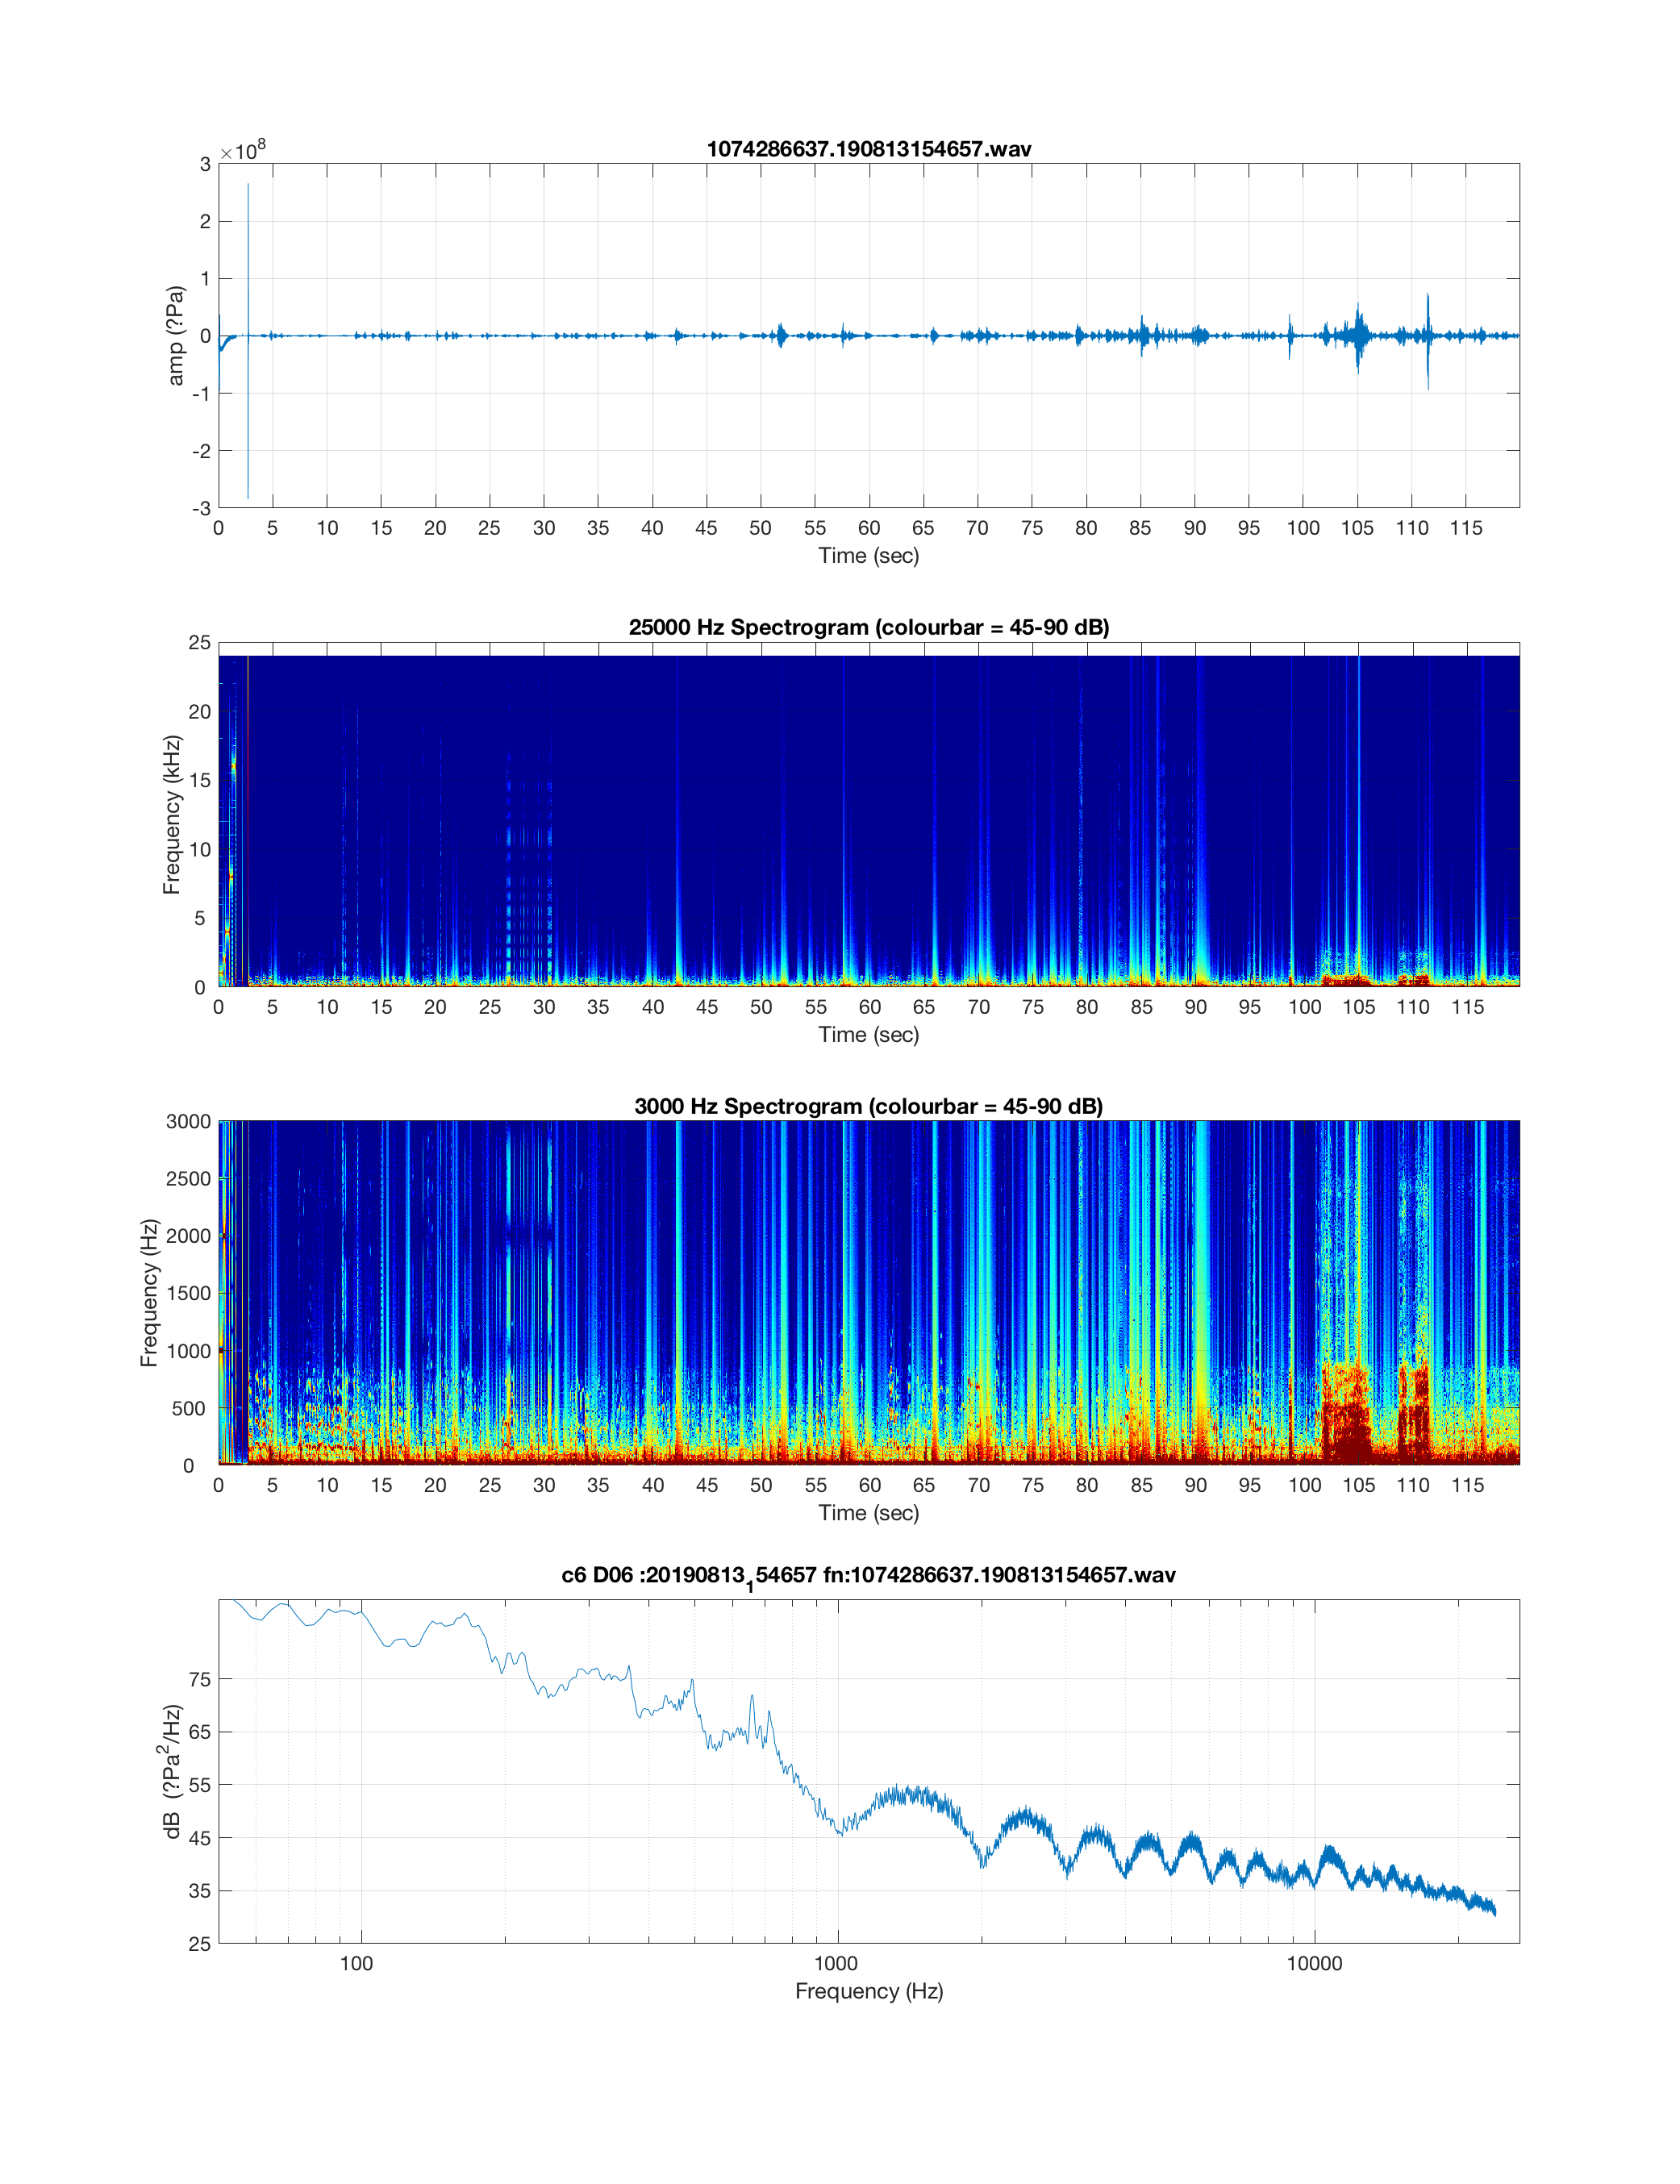 1074286637.190813154657.wav
×10⁸
3
2
1
0
-1
-2
-3
amp (?Pa)
0 5 10 15 20 25 30 35 40 45 50 55 60 65 70 75 80 85 90 95 100 105 110 115
Time (sec)
25000 Hz Spectrogram (colourbar = 45-90 dB)
25
20
15
10
5
0
Frequency (kHz)
0 5 10 15 20 25 30 35 40 45 50 55 60 65 70 75 80 85 90 95 100 105 110 115
Time (sec)
3000 Hz Spectrogram (colourbar = 45-90 dB)
3000
2500
2000
1500
1000
500
0
Frequency (Hz)
0 5 10 15 20 25 30 35 40 45 50 55 60 65 70 75 80 85 90 95 100 105 110 115
Time (sec)
c6 D06 :20190813₁54657 fn:1074286637.190813154657.wav
75
65
55
45
35
25
dB (?Pa²/Hz)
100 1000 10000
Frequency (Hz)